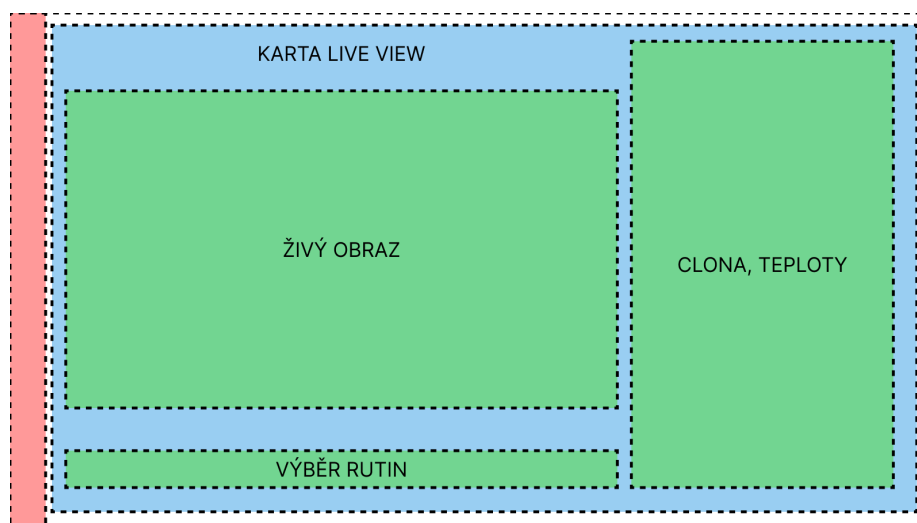 KARTA LIVE VIEW
ŽIVÝ OBRAZ
CLONA, TEPLOTY
VÝBĚR RUTIN